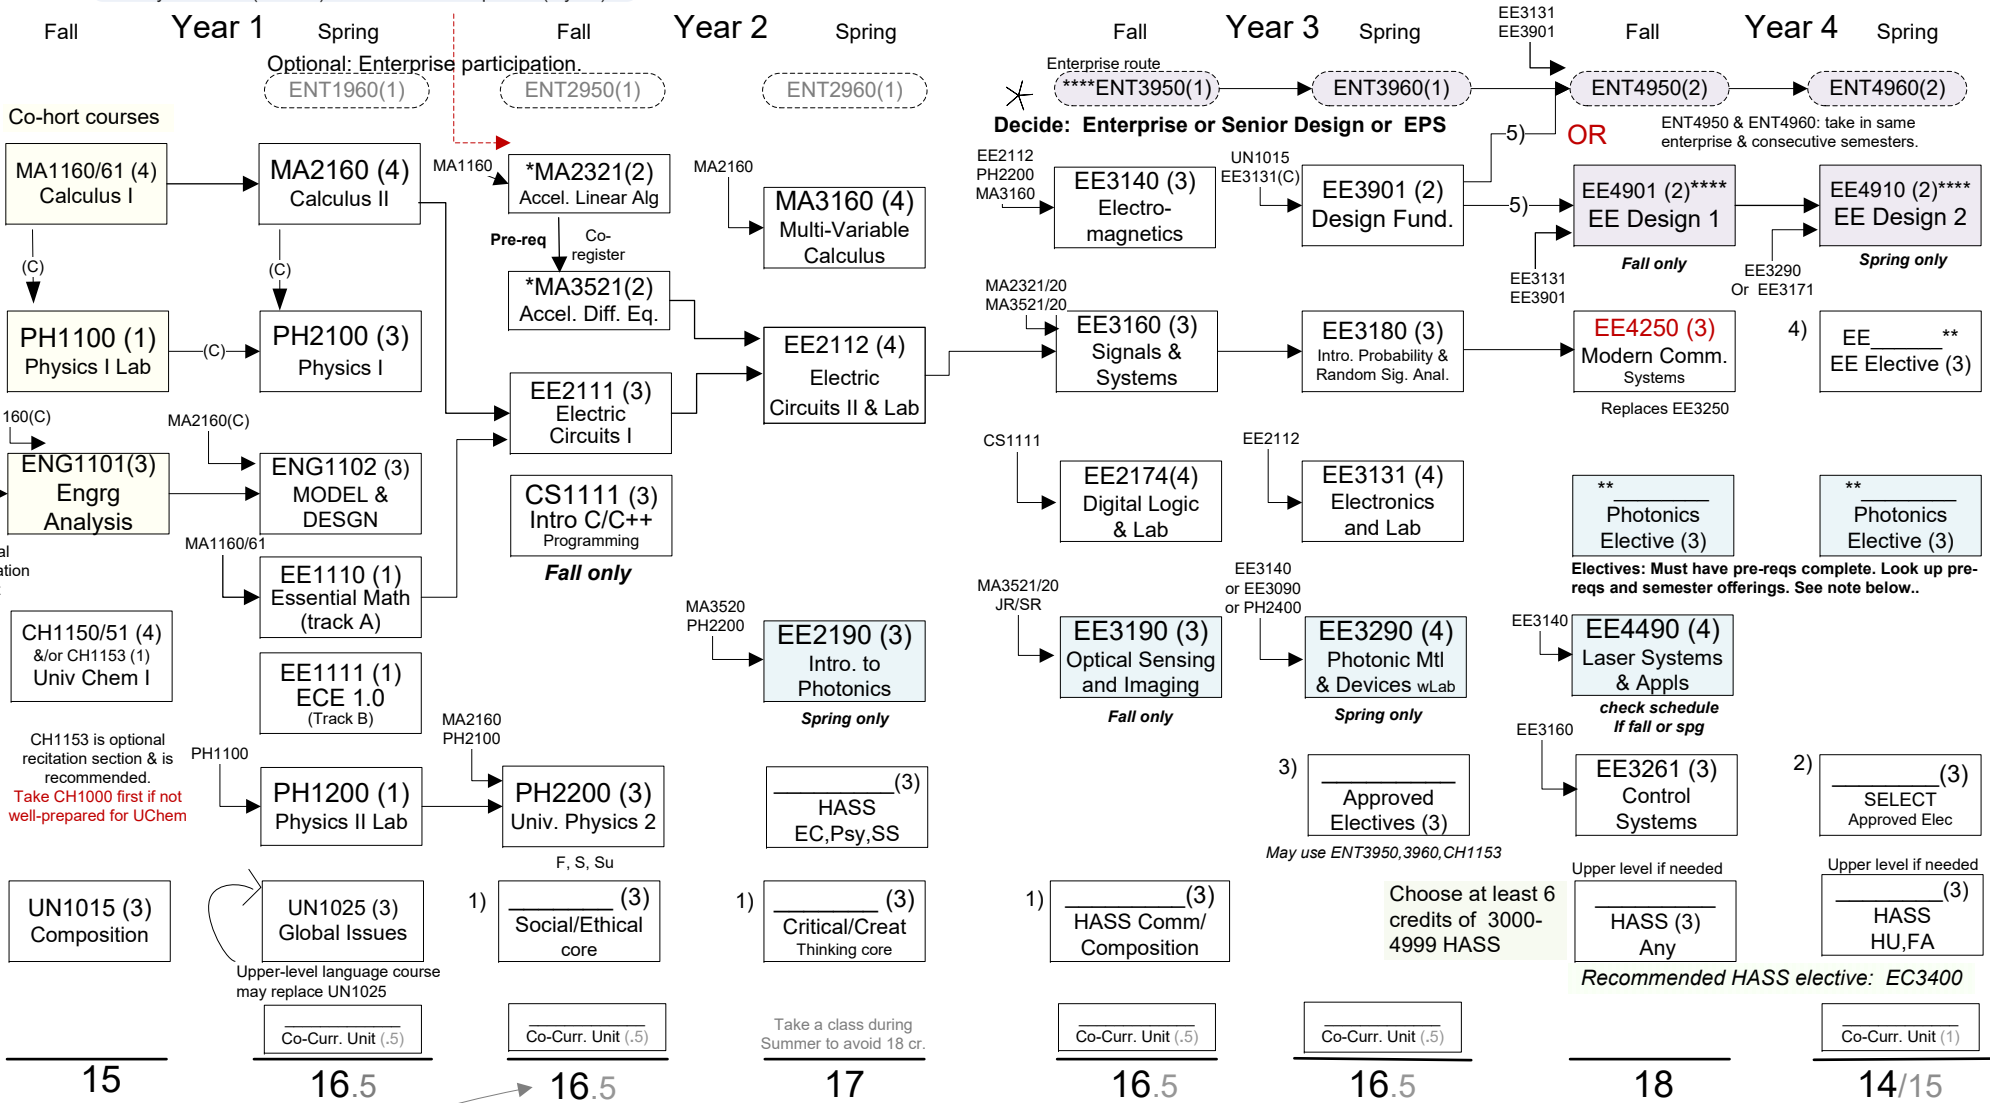 Fall
Year 1
Spring
Fall
Year 2
Spring
Fall
Year 3
Spring
EE3131
EE3901
Fall
Year 4
Spring
Optional: Enterprise participation.
ENT1960(1)
ENT2950(1)
ENT2960(1)
Enterprise route
****ENT3950(1)
ENT3960(1)
ENT4950(2)
ENT4960(2)
Decide: Enterprise or Senior Design or EPS
5)
OR
ENT4950 & ENT4960: take in same
enterprise & consecutive semesters.
Co-hort courses
MA1160/61 (4)
Calculus I
MA2160 (4)
Calculus II
MA1160
*MA2321(2)
Accel. Linear Alg
Pre-req
Co-
register
*MA3521(2)
Accel. Diff. Eq.
MA2160
MA3160 (4)
Multi-Variable
Calculus
EE2112
PH2200
MA3160
EE3140 (3)
Electro-
magnetics
UN1015
EE3131(C)
EE3901 (2)
Design Fund.
5)
EE4901 (2)****
EE Design 1
Fall only
EE3131
EE3901
EE4910 (2)****
EE Design 2
Spring only
EE3290
Or EE3171
(C)
(C)
PH1100 (1)
Physics I Lab
(C)
PH2100 (3)
Physics I
EE2111 (3)
Electric
Circuits I
EE2112 (4)
Electric
Circuits II & Lab
MA2321/20
MA3521/20
EE3160 (3)
Signals &
Systems
EE3180 (3)
Intro. Probability &
Random Sig. Anal.
EE4250 (3)
Modern Comm.
Systems
Replaces EE3250
4)
EE______**
EE Elective (3)
160(C)
ENG1101(3)
Engrg
Analysis
MA2160(C)
ENG1102 (3)
MODEL &
DESGN
CS1111 (3)
Intro C/C++
Programming
Fall only
CS1111
EE2174(4)
Digital Logic
& Lab
EE2112
EE3131 (4)
Electronics
and Lab
**________
Photonics
Elective (3)
**________
Photonics
Elective (3)
Electives: Must have pre-reqs complete. Look up pre-
reqs and semester offerings. See note below..
al
ation
MA1160/61
EE1110 (1)
Essential Math
(track A)
CH1150/51 (4)
&/or CH1153 (1)
Univ Chem I
EE1111 (1)
ECE 1.0
(Track B)
MA3520
PH2200
EE2190 (3)
Intro. to
Photonics
Spring only
MA3521/20
JR/SR
EE3190 (3)
Optical Sensing
and Imaging
Fall only
EE3140
or EE3090
or PH2400
EE3290 (4)
Photonic Mtl
& Devices wLab
Spring only
EE3140
EE4490 (4)
Laser Systems
& Appls
check schedule
If fall or spg
CH1153 is optional
recitation section & is
recommended.
Take CH1000 first if not
well-prepared for UChem
PH1100
PH1200 (1)
Physics II Lab
MA2160
PH2100
PH2200 (3)
Univ. Physics 2
F, S, Su
_________(3)
HASS
EC,Psy,SS
3)
__________
Approved
Electives (3)
May use ENT3950,3960,CH1153
EE3160
EE3261 (3)
Control
Systems
2)
________(3)
SELECT
Approved Elec
UN1015 (3)
Composition
UN1025 (3)
Global Issues
Upper-level language course
may replace UN1025
1)
________ (3)
Social/Ethical
core
1)
________ (3)
Critical/Creat
Thinking core
1)
________(3)
HASS Comm/
Composition
Choose at least 6
credits of 3000-
4999 HASS
Upper level if needed
_________
HASS (3)
Any
Upper level if needed
________(3)
HASS
HU,FA
Recommended HASS elective: EC3400
Co-Curr. Unit (.5)
Co-Curr. Unit (.5)
Take a class during
Summer to avoid 18 cr.
Co-Curr. Unit (.5)
Co-Curr. Unit (.5)
Co-Curr. Unit (1)
15
16.5
16.5
17
16.5
16.5
18
14/15